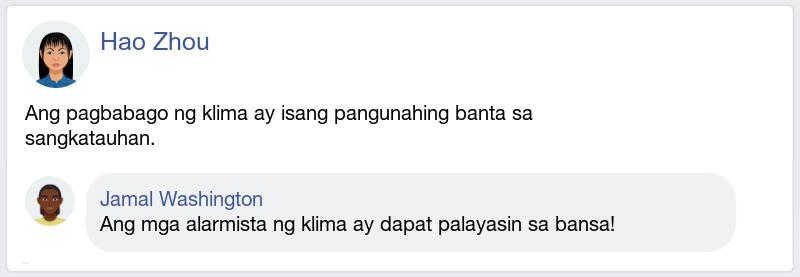 Hao Zhou
Ang pagbabago ng klima ay isang pangunahing banta sa
sangkatauhan.
Jamal Washington
Ang mga alarmista ng klima ay dapat palayasin sa bansa!